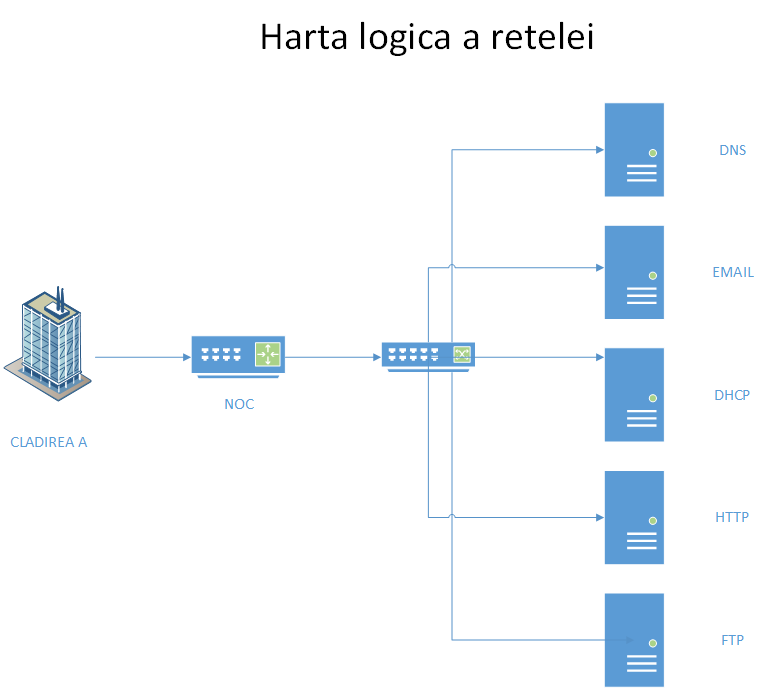 Harta logica a retelei
DNS
EMAIL
DHCP
NOC
CLADIREA A
HTTP
FTP